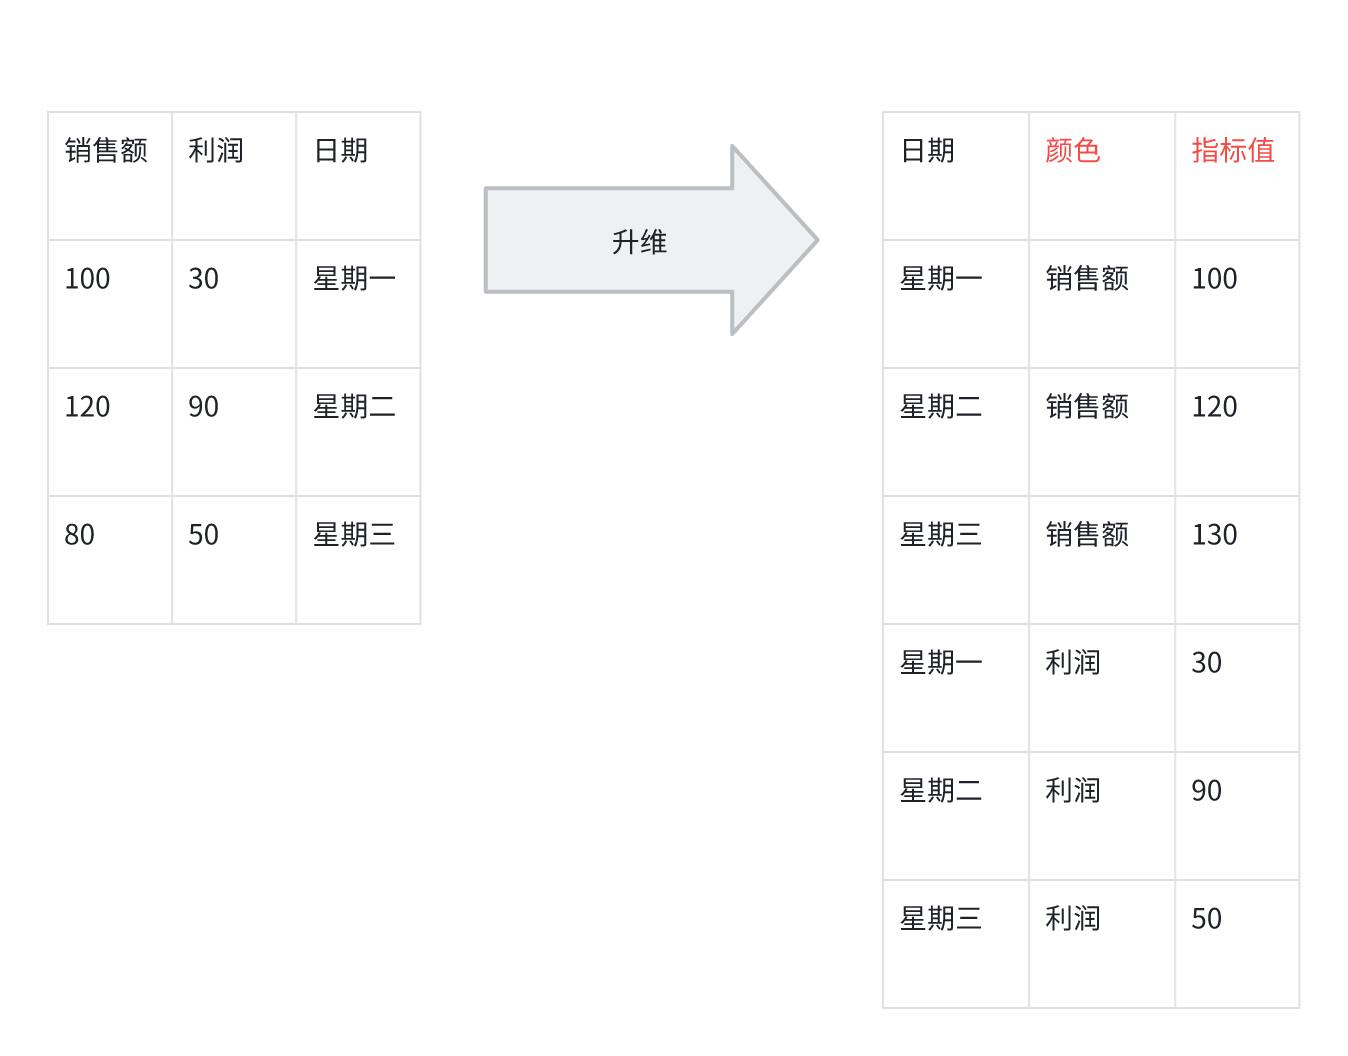 销售额 利润 日期
100 30 星期一
120 90 星期二
80 50 星期三
升维
日期 颜色 指标值
星期一 销售额 100
星期二 销售额 120
星期三 销售额 130
星期一 利润 30
星期二 利润 90
星期三 利润 50